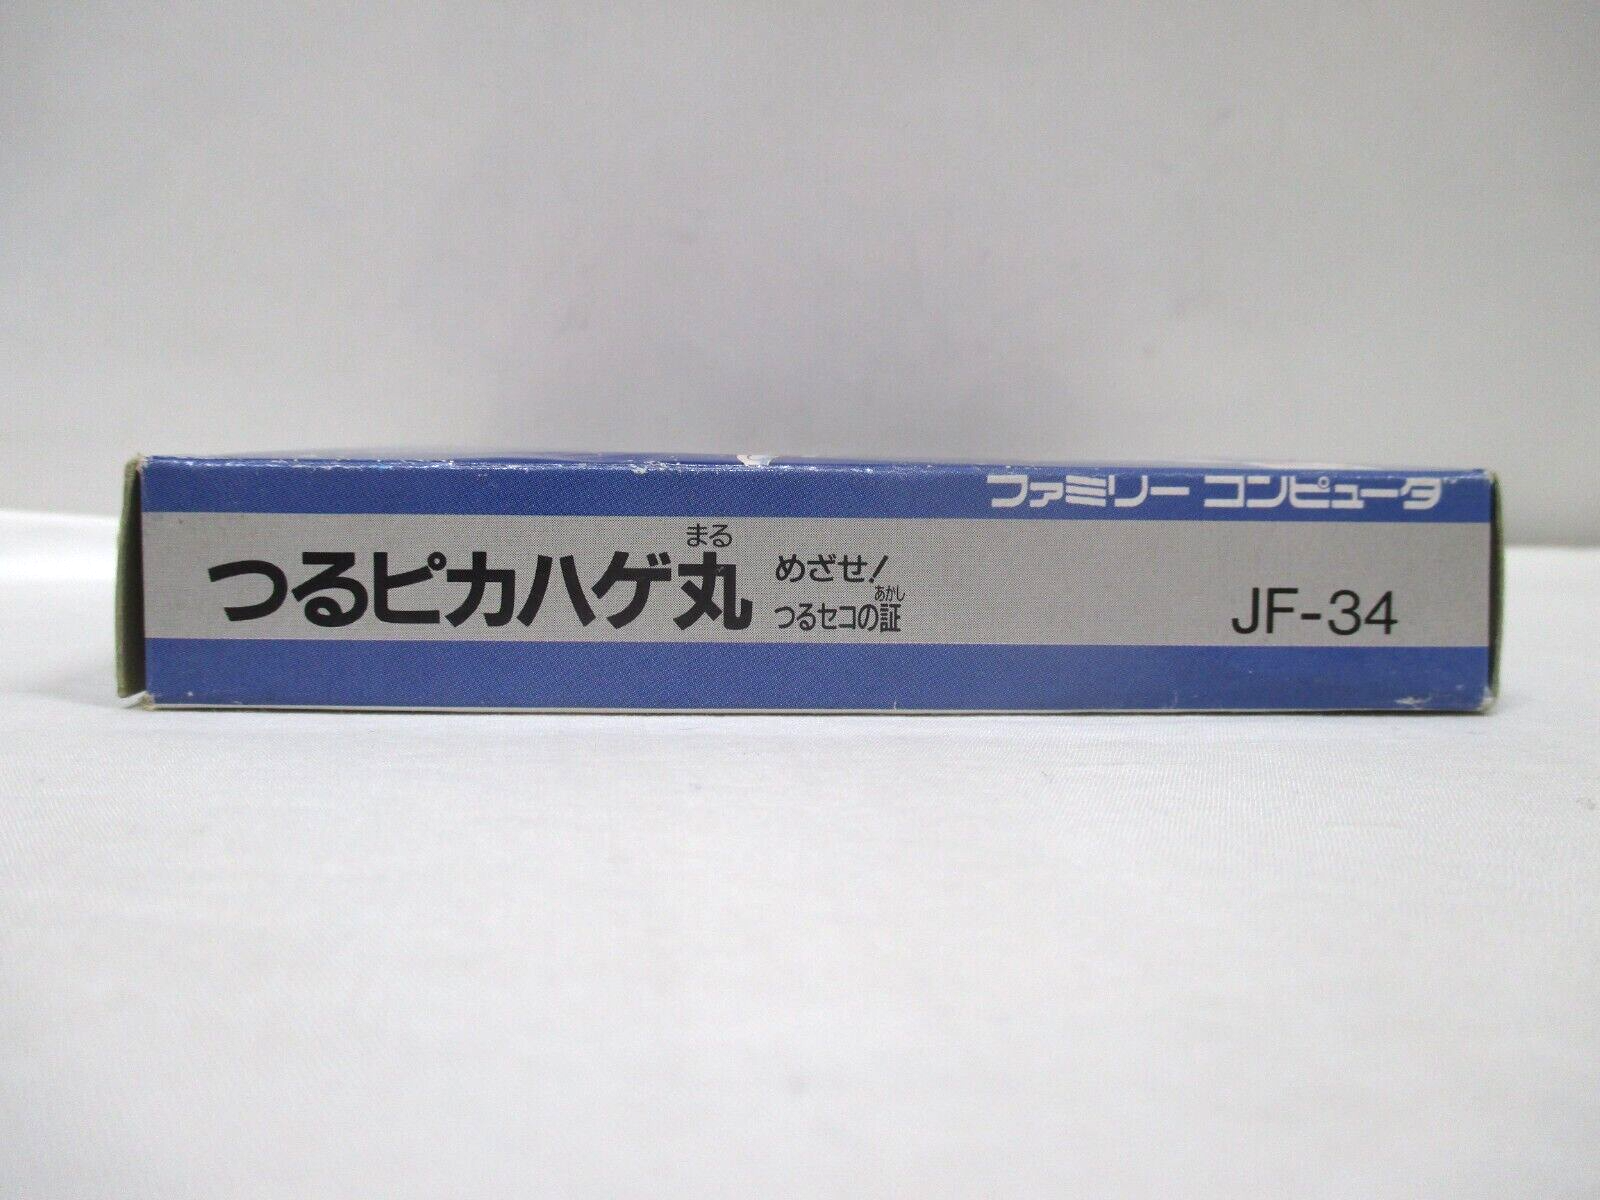 ファミリー コンピュータ
まる
つるピカハゲ丸
めざせ!
あかし
つるセコの証
JF-34